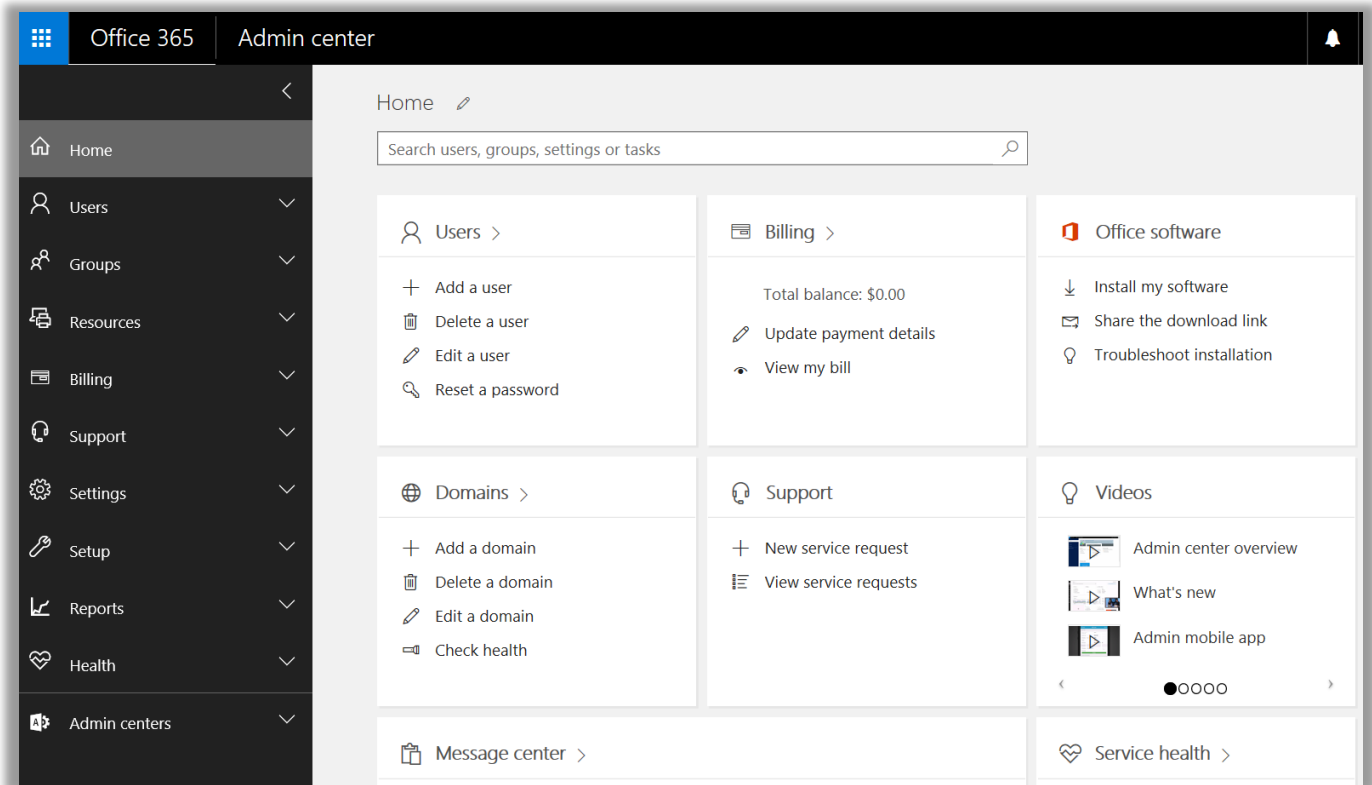 Office 365
Admin center
Home
Users
Groups
Resources
Billing
Support
Settings
Setup
Reports
Health
Admin centers
Home
Search users, groups, settings or tasks
Users
Add a user
Delete a user
Edit a user
Reset a password
Billing
Total balance: $0.00
Update payment details
View my bill
Office software
Install my software
Share the download link
Troubleshoot installation
Domains
Add a domain
Delete a domain
Edit a domain
Check health
Support
New service request
View service requests
Videos
Admin center overview
What's new
Admin mobile app
Message center
Service health